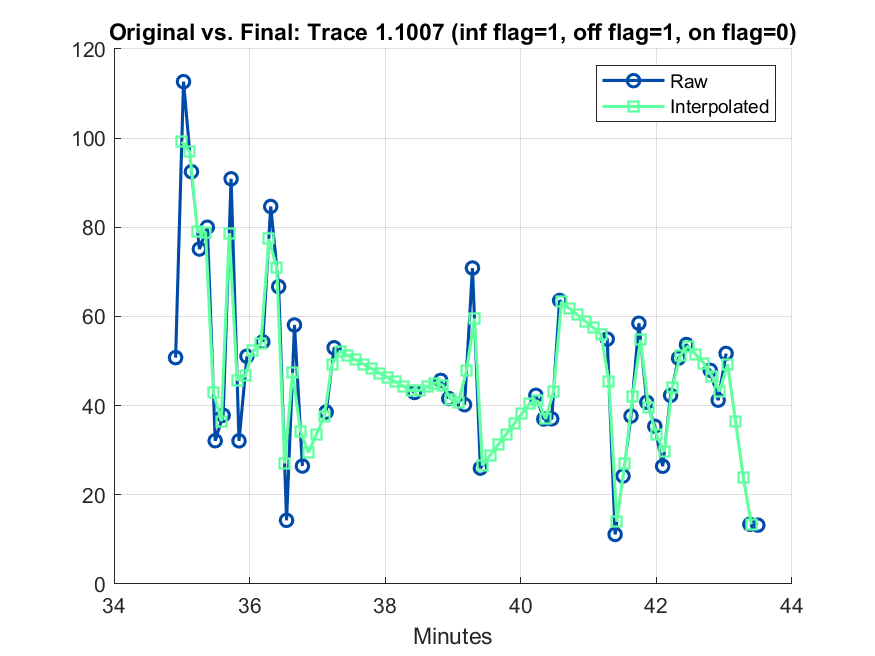 Original vs. Final: Trace 1.1007 (inf flag=1, off flag=1, on flag=0)
120
100
80
60
40
20
0
Raw
Interpolated
34 36 38 40 42 44
Minutes